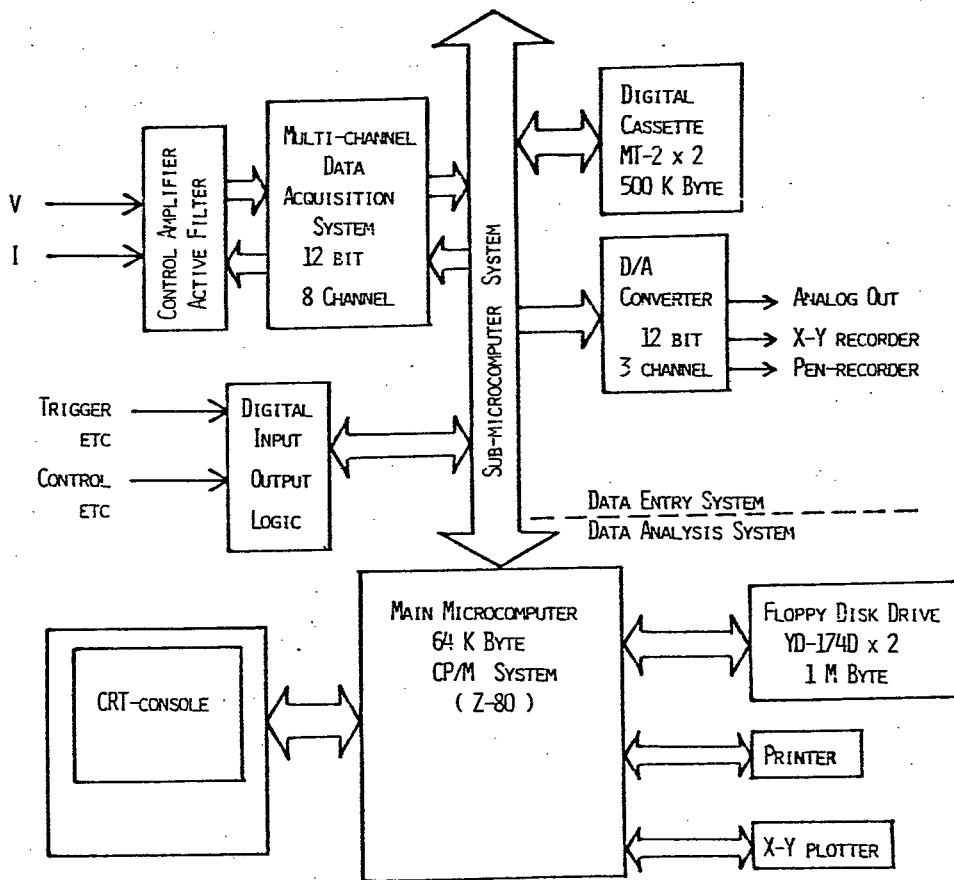 V
I
CONTROL AMPLIFIER
ACTIVE FILTER
MULTI-CHANNEL
DATA
ACQUISITION
SYSTEM
12 BIT
8 CHANNEL
SUB-MICROCOMPUTER SYSTEM
DIGITAL
CASSETTE
MT-2 x 2
500 K BYTE
D/A
CONVERTER
12 BIT
3 CHANNEL
ANALOG OUT
X-Y RECORDER
PEN-RECORDER
TRIGGER
ETC
CONTROL
ETC
DIGITAL
INPUT
OUTPUT
LOGIC
DATA ENTRY SYSTEM
DATA ANALYSIS SYSTEM
MAIN MICROCOMPUTER
64 K BYTE
CP/M SYSTEM
( Z-80 )
CRT-CONSOLE
FLOPPY DISK DRIVE
YD-174D x 2
1 M BYTE
PRINTER
X-Y PLOTTER